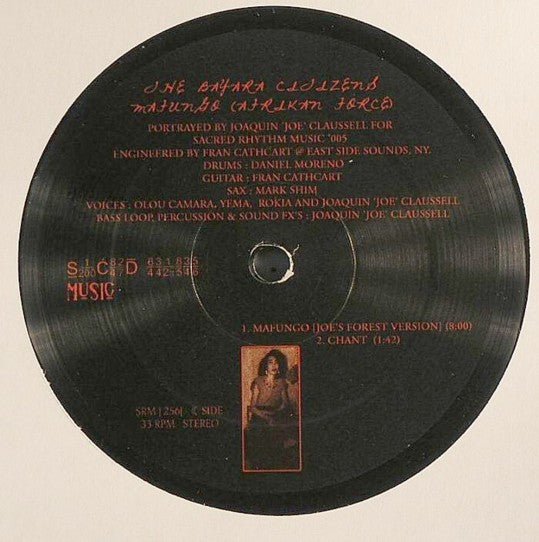 THE BAYARA CITIZENS
MAFUNGO (AFRIKAN FORCE)
PORTRAYED BY JOAQUIN 'JOE' CLAUSSELL FOR
SACRED RHYTHM MUSIC '005
ENGINEERED BY FRAN CATHCART @ EAST SIDE SOUNDS, NY.
DRUMS : DANIEL MORENO
GUITAR : FRAN CATHCART
SAX : MARK SHIM
VOICES : OLOU CAMARA, YEMA, ROKIA AND JOAQUIN 'JOE' CLAUSSELL
BASS LOOP, PERCUSSION & SOUND FX'S : JOAQUIN 'JOE' CLAUSSELL
MUSIC
1. MAFUNGO [JOE'S FOREST VERSION] (8:00)
2. CHANT (1:42)
SRM | 256| C SIDE
33 RPM STEREO